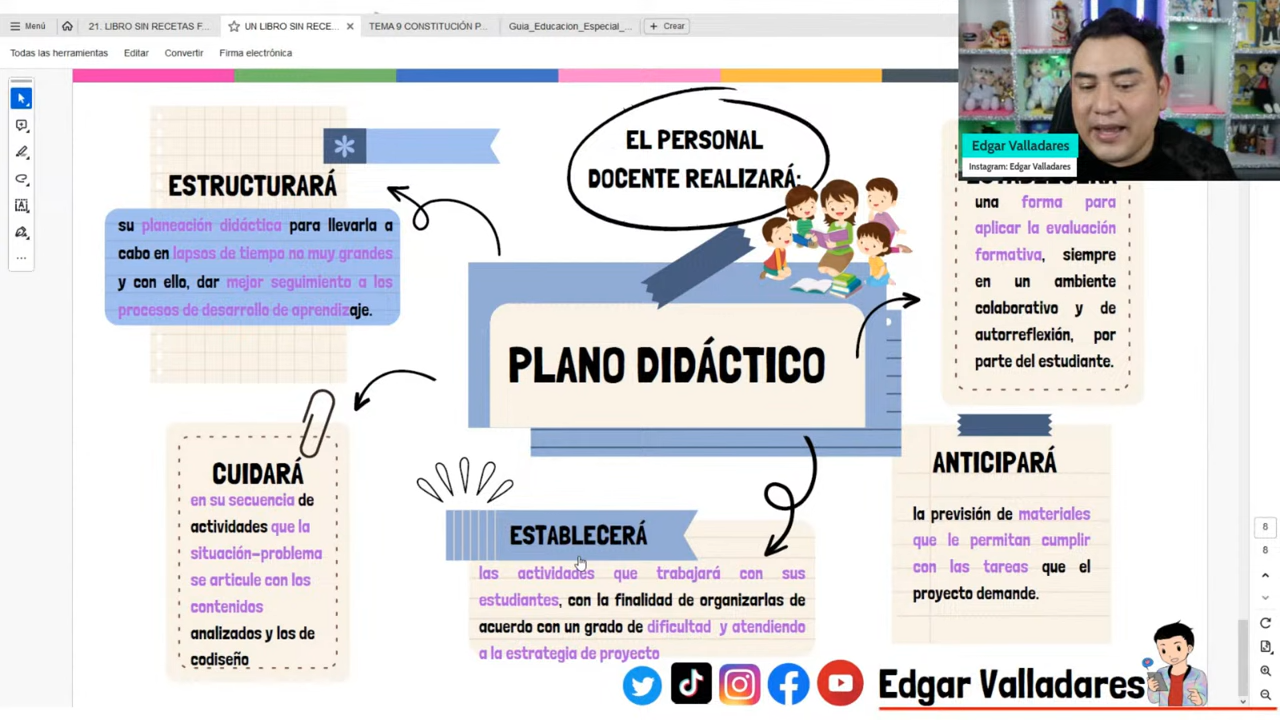 Menú
21. LIBRO SIN RECETAS F...
UN LIBRO SIN RECE...
TEMA 9 CONSTITUCIÓN P...
Guia_Educacion_Especial_...
+ Crear
Todas las herramientas
Editar
Convertir
Firma electrónica
Edgar Valladares
Instagram: Edgar Valladares
EL PERSONAL
DOCENTE REALIZARÁ:
ESTRUCTURARÁ
su planeación didáctica para llevarla a
cabo en lapsos de tiempo no muy grandes
y con ello, dar mejor seguimiento a los
procesos de desarrollo de aprendizaje.
una forma para
aplicar la evaluación
formativa, siempre
en un ambiente
colaborativo y de
autorreflexión, por
parte del estudiante.
PLANO DIDÁCTICO
CUIDARÁ
en su secuencia de
actividades que la
situación-problema
se articule con los
contenidos
analizados y los de
codiseño
ESTABLECERÁ
las actividades que trabajará con sus
estudiantes, con la finalidad de organizarlas de
acuerdo con un grado de dificultad y atendiendo
a la estrategia de proyecto
ANTICIPARÁ
la previsión de materiales
que le permitan cumplir
con las tareas que el
proyecto demande.
8
8
Edgar Valladares